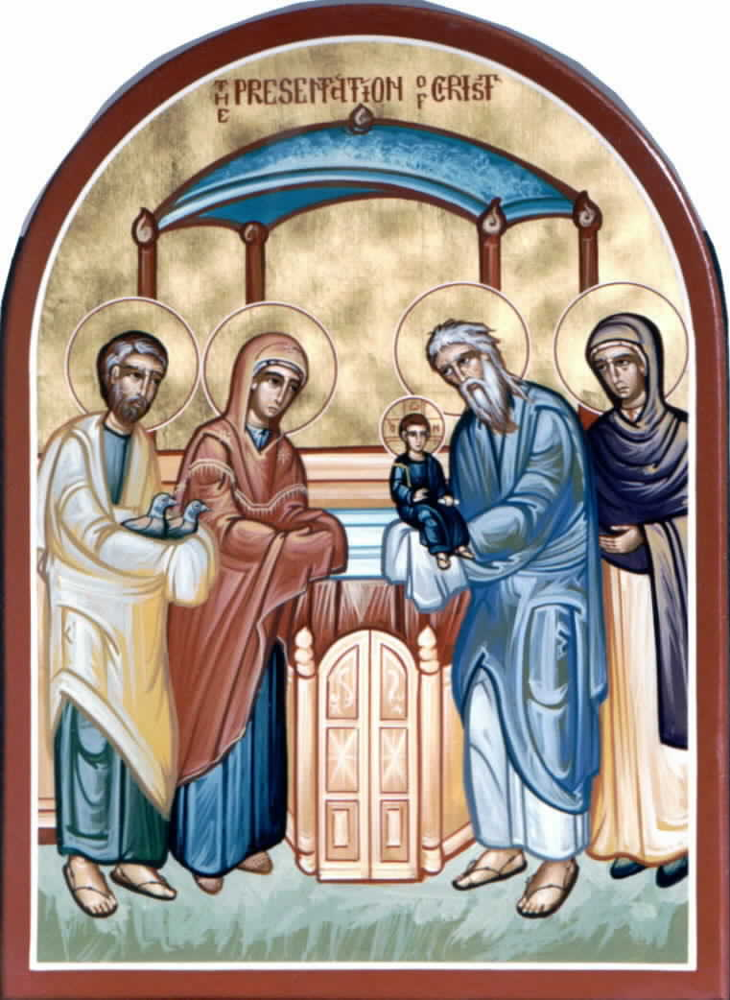 THE PRESENTATION OF CRIST